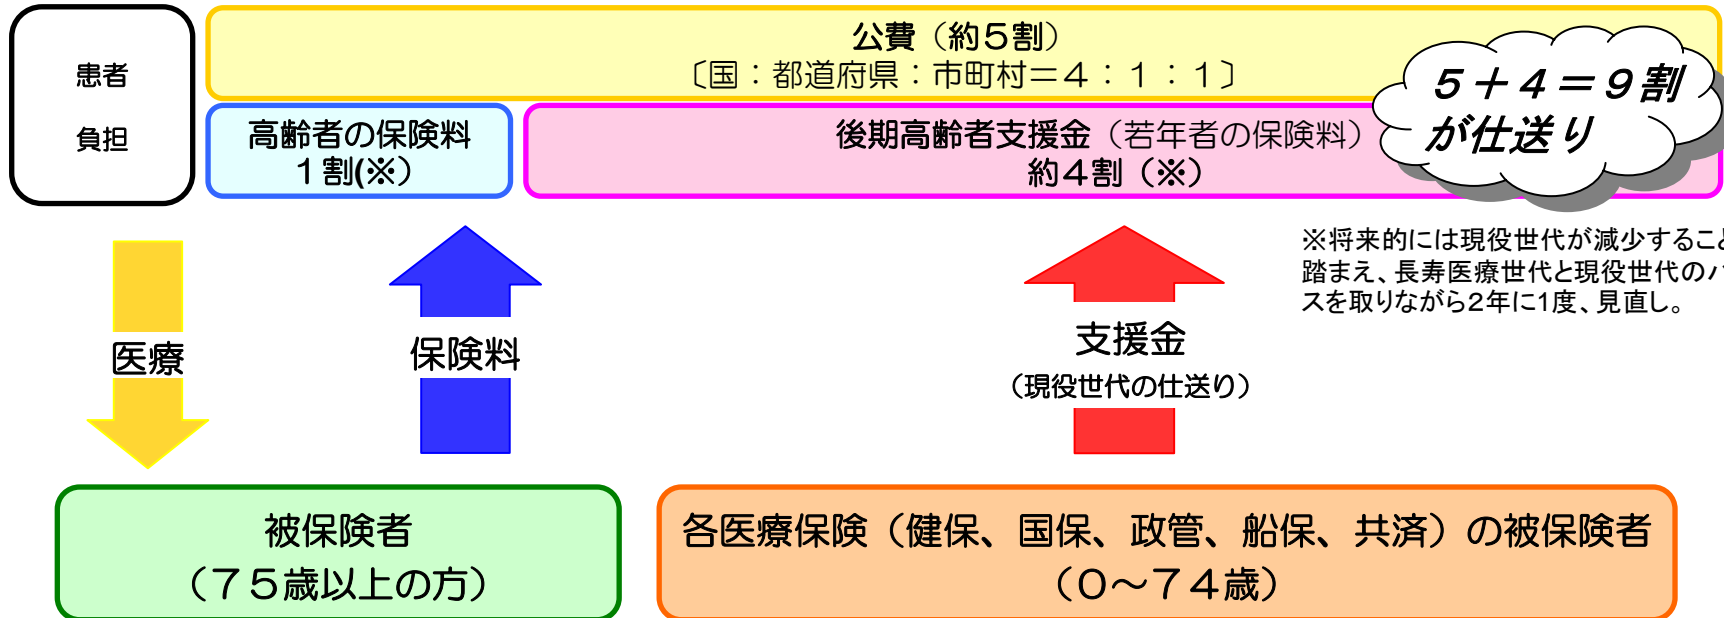 患者
負担
公費（約５割）
〔国：都道府県：市町村＝４：１：１〕
５＋４＝９割
が仕送り
高齢者の保険料
１割(※）
後期高齢者支援金（若年者の保険料）
約４割（※）
※将来的には現役世代が減少すること
踏まえ、長寿医療世代と現役世代のバ
スを取りながら2年に1度、見直し。
医療
保険料
支援金
（現役世代の仕送り）
被保険者
（７５歳以上の方）
各医療保険（健保、国保、政管、船保、共済）の被保険者
（０～７４歳）